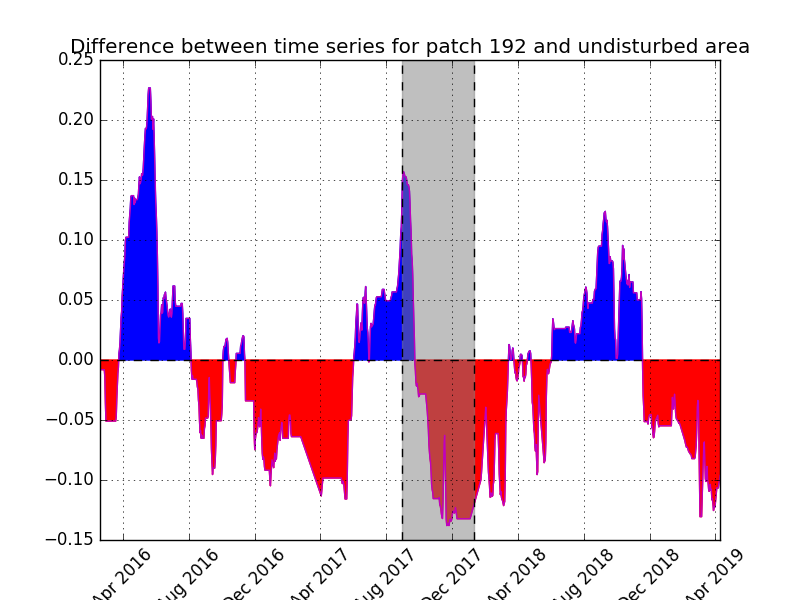 Difference between time series for patch 192 and undisturbed area
0.25
0.20
0.15
0.10
0.05
0.00
−0.05
−0.10
−0.15
Apr 2016
Aug 2016
Dec 2016
Apr 2017
Aug 2017
Dec 2017
Apr 2018
Aug 2018
Dec 2018
Apr 2019